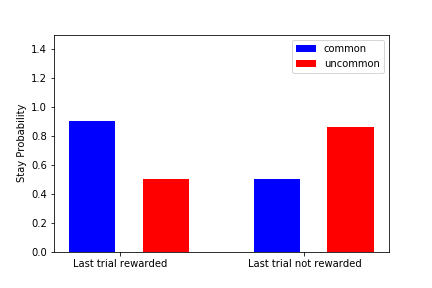 common
uncommon
Stay Probability
1.4
1.2
1.0
0.8
0.6
0.4
0.2
0.0
Last trial rewarded
Last trial not rewarded